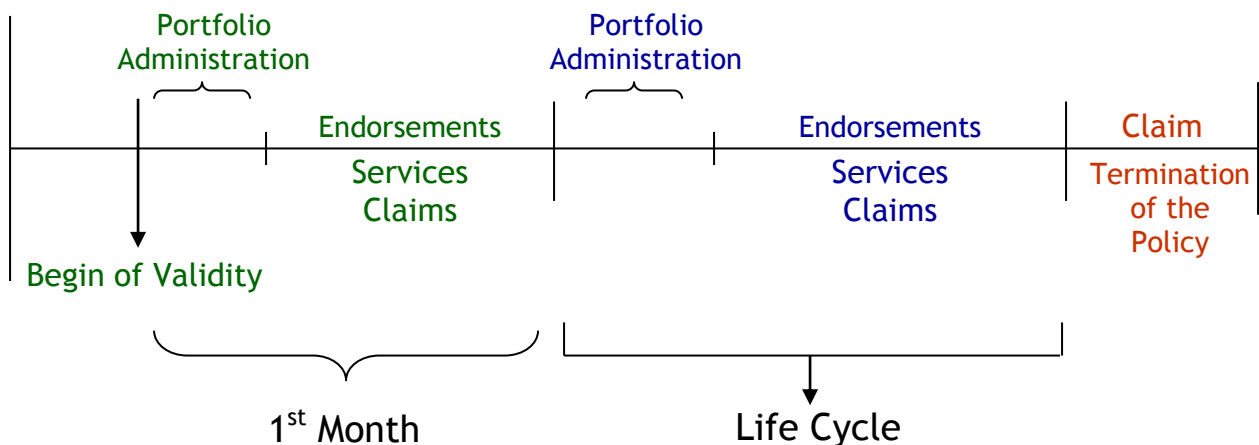 Portfolio
Administration
Portfolio
Administration
Endorsements
Endorsements
Claim
Services
Claims
Services
Claims
Termination
of the
Policy
Begin of Validity
1st Month
Life Cycle